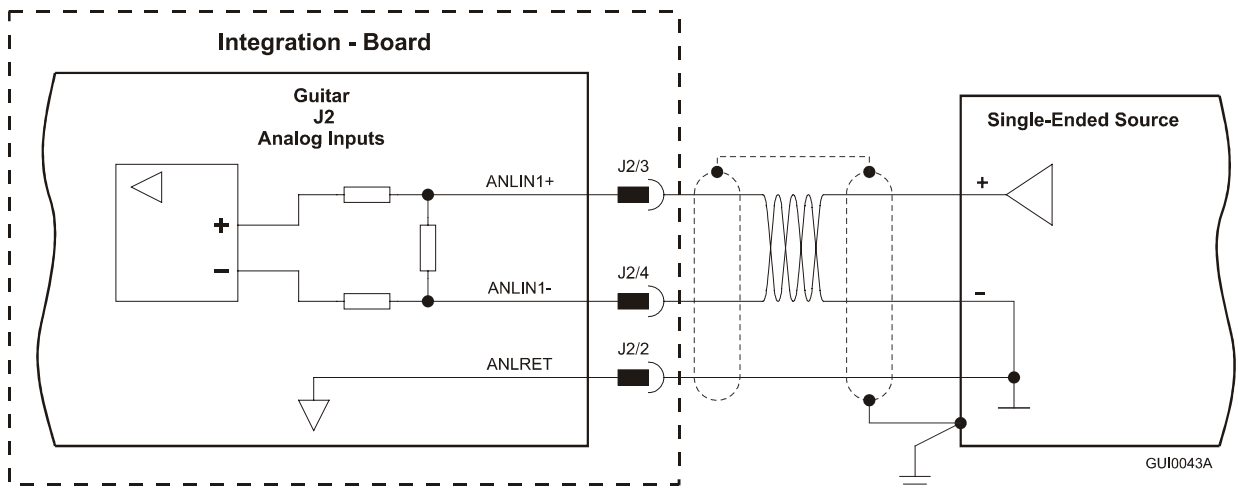 Integration - Board
Guitar
J2
Analog Inputs
Single-Ended Source
J2/3
ANLIN1+
+
+
-
J2/4
ANLIN1-
-
J2/2
ANLRET
GUI0043A